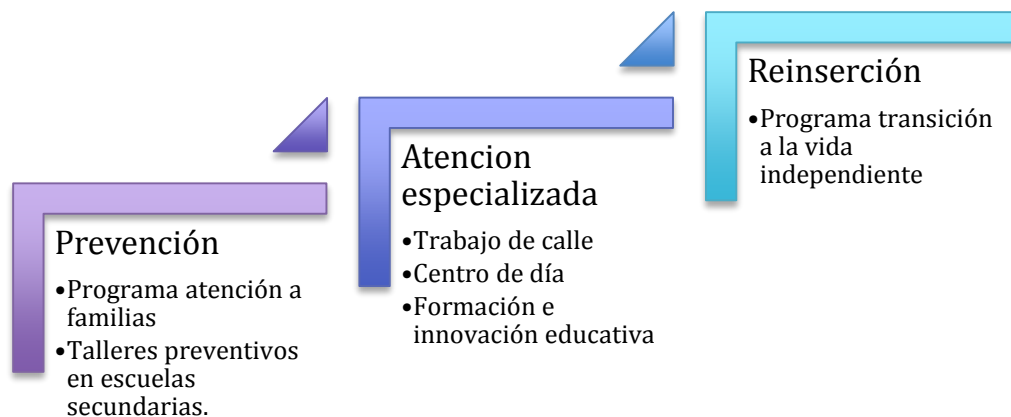 Prevención
•Programa atención a
familias
•Talleres preventivos
en escuelas
secundarias.
Atencion
especializada
•Trabajo de calle
•Centro de día
•Formación e
innovación educativa
Reinserción
•Programa transición
a la vida
independiente